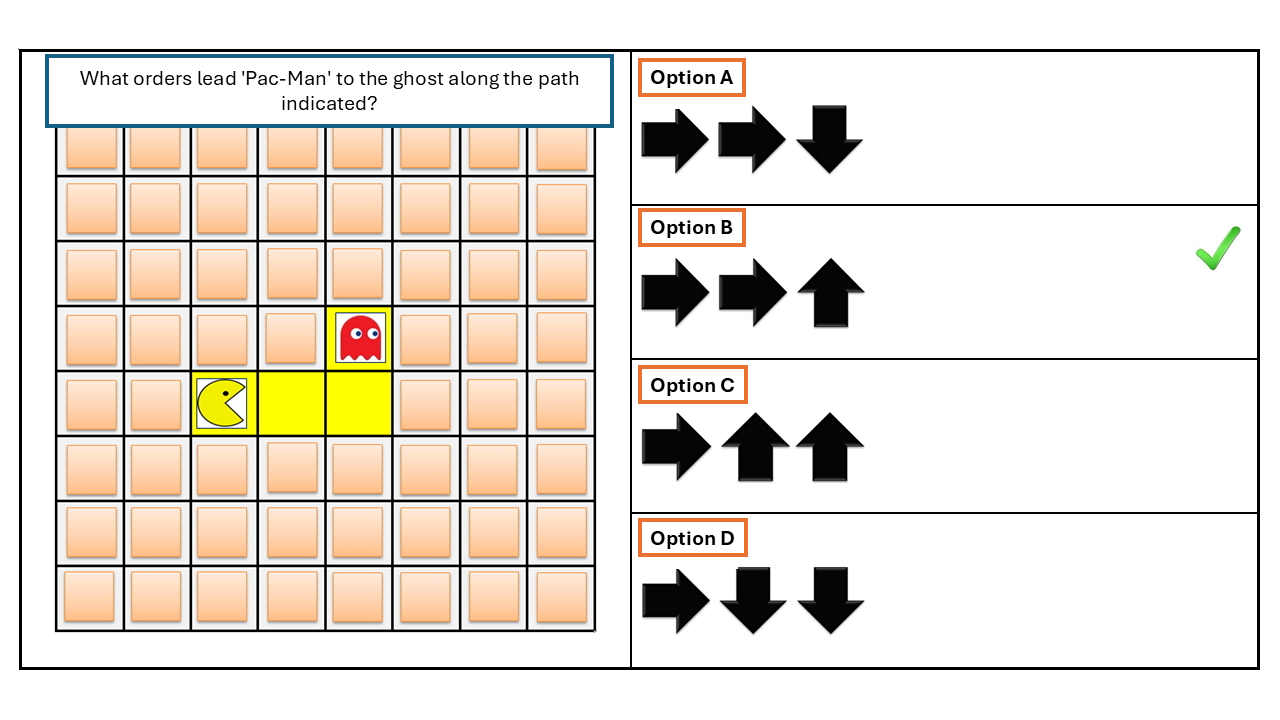 What orders lead 'Pac-Man' to the ghost along the path
indicated?
Option A
Option B
Option C
Option D